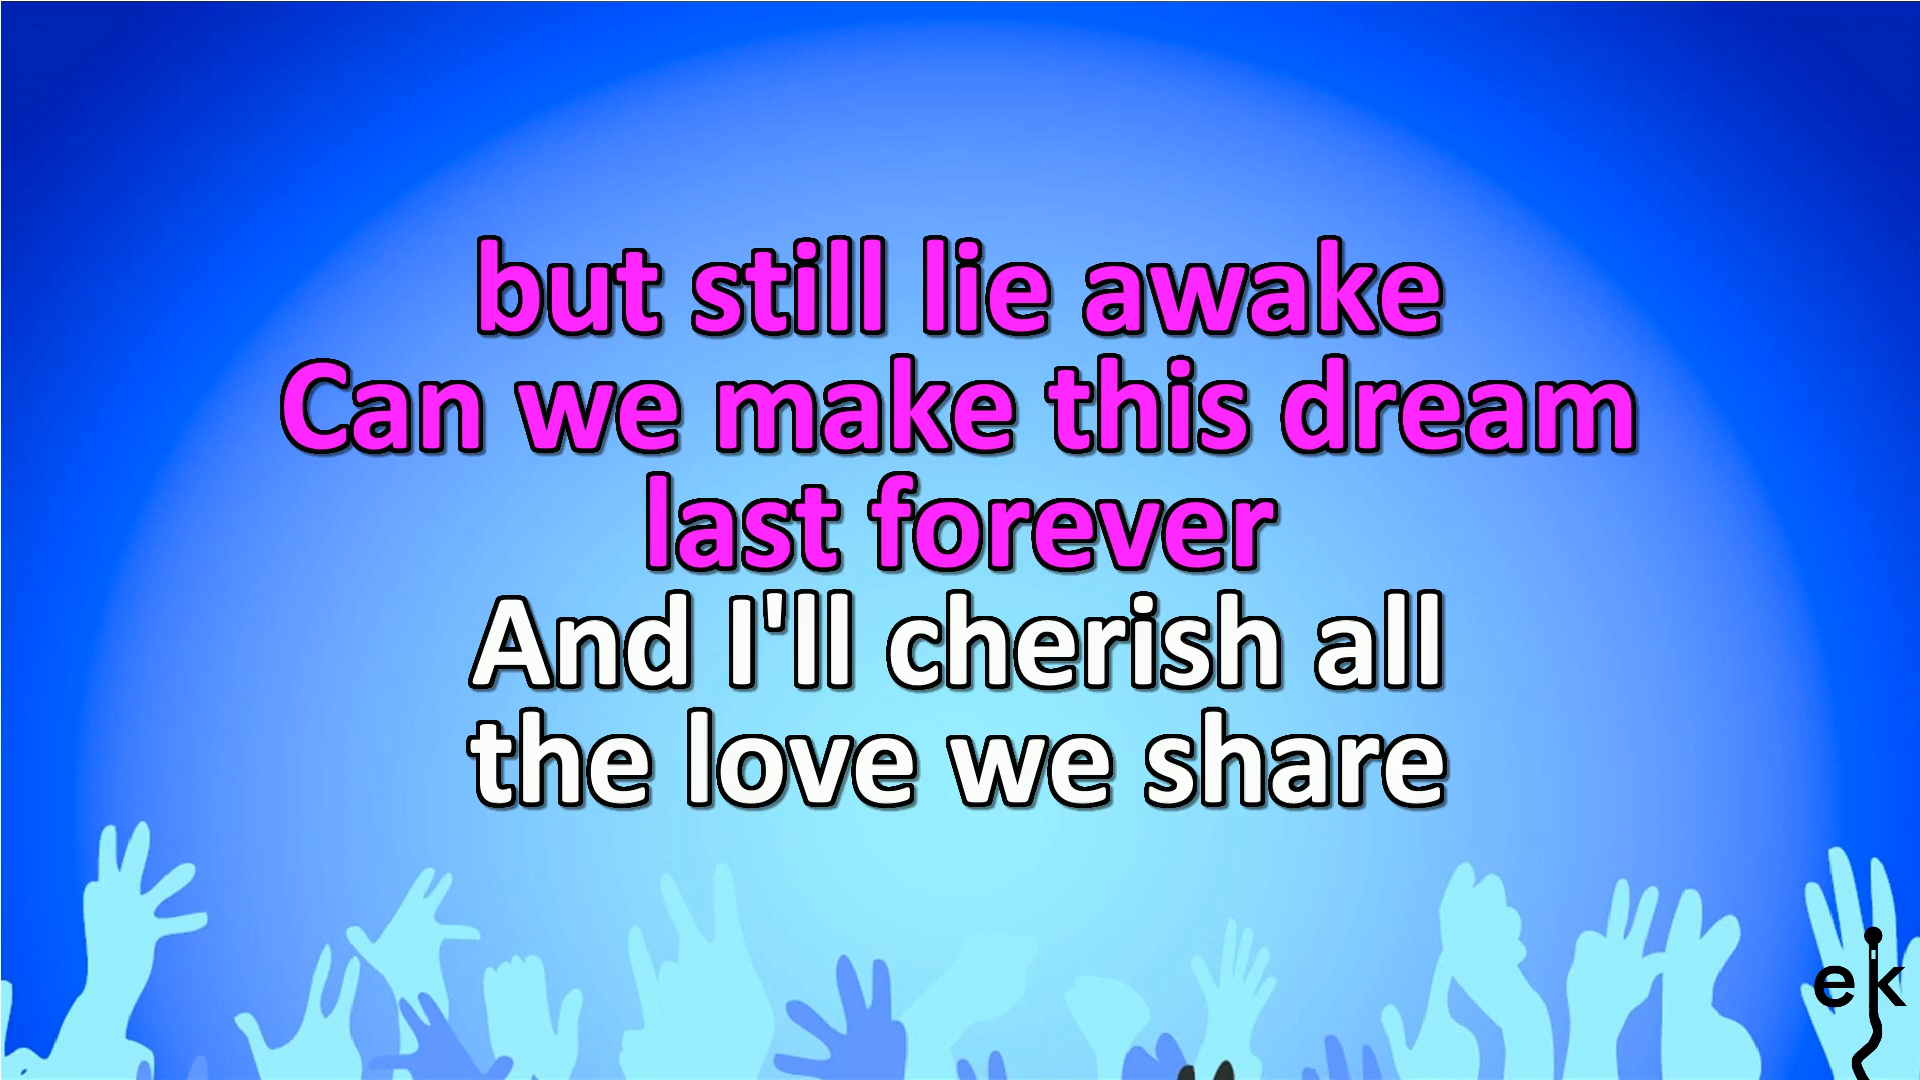 but still lie awake
Can we make this dream
last forever
And I'll cherish all
the love we share
ek